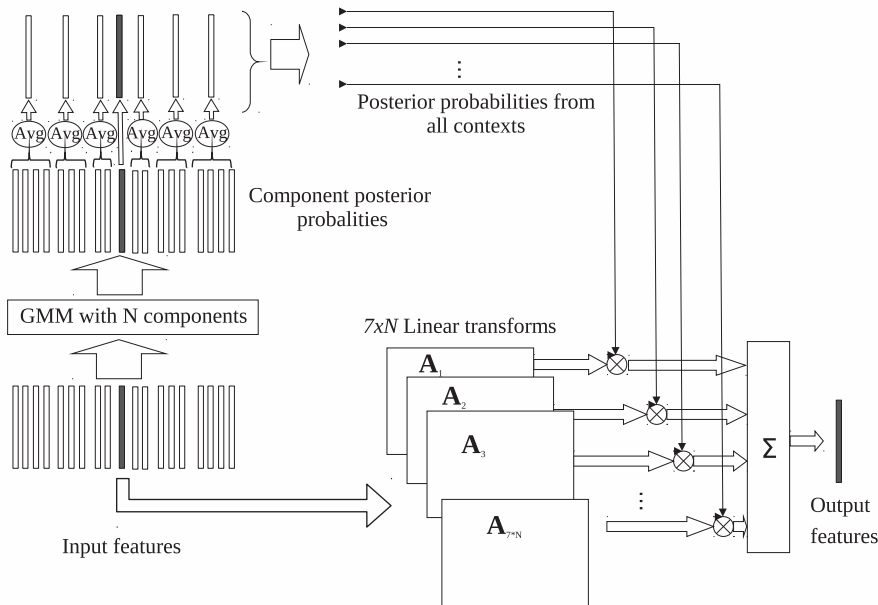 Avg Avg Avg Avg Avg Avg
Posterior probabilities from
all contexts
Component posterior
probalities
GMM with N components
7xN Linear transforms
A1
A2
A3
A7*N
Σ
Input features
Output
features